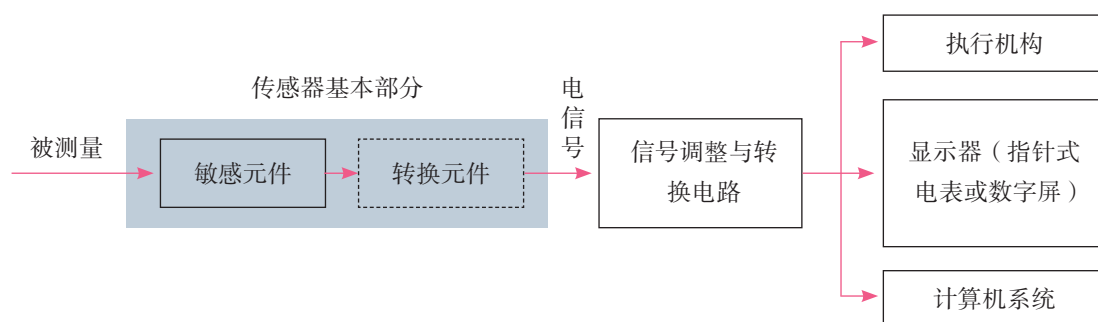 传感器基本部分
被测量
敏感元件
转换元件
电信号
信号调整与转
换电路
执行机构
显示器（指针式
电表或数字屏）
计算机系统